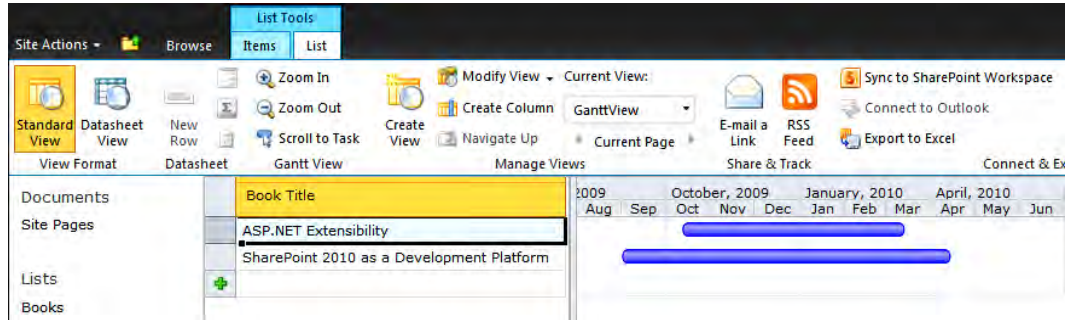 List Tools
Site Actions Browse Items List
Zoom In Modify View Current View: Sync to SharePoint Workspace
Zoom Out Create Column GanttView Connect to Outlook
Standard View Datasheet View New Row Scroll to Task Create View Navigate Up Current Page E-mail a Link RSS Feed Export to Excel
View Format Datasheet Gantt View Manage Views Share & Track Connect & Ex
Documents Book Title 2009 October, 2009 January, 2010 April, 2010
Aug Sep Oct Nov Dec Jan Feb Mar Apr May Jun
Site Pages ASP.NET Extensibility
SharePoint 2010 as a Development Platform
Lists
Books